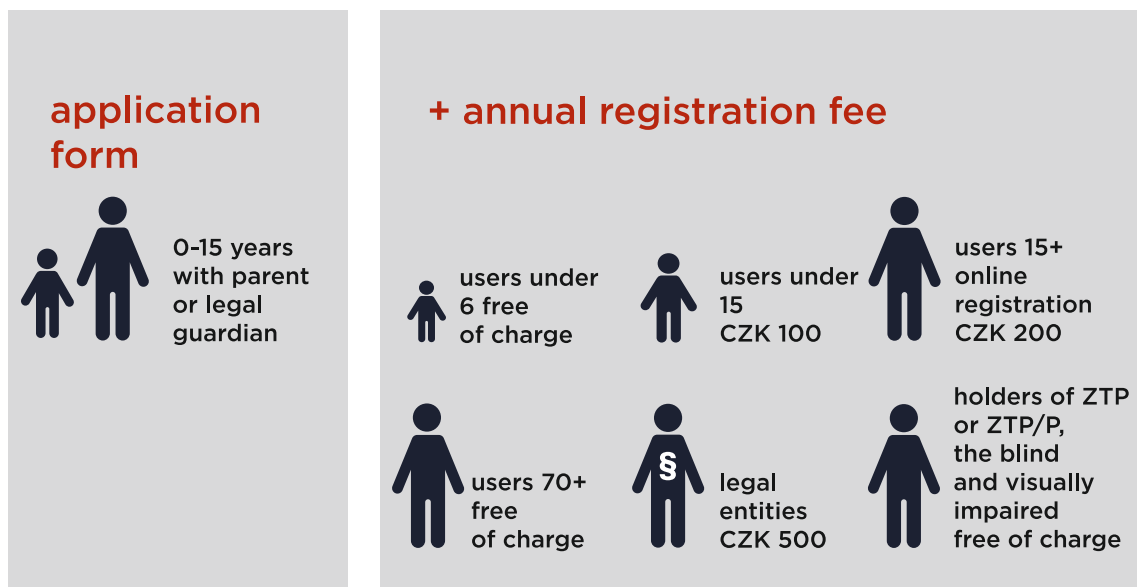 application
form
0-15 years
with parent
or legal
guardian
+ annual registration fee
users under
6 free
of charge
users under
15
CZK 100
users 15+
online
registration
CZK 200
users 70+
free
of charge
§
legal
entities
CZK 500
holders of ZTP
or ZTP/P,
the blind
and visually
impaired
free of charge